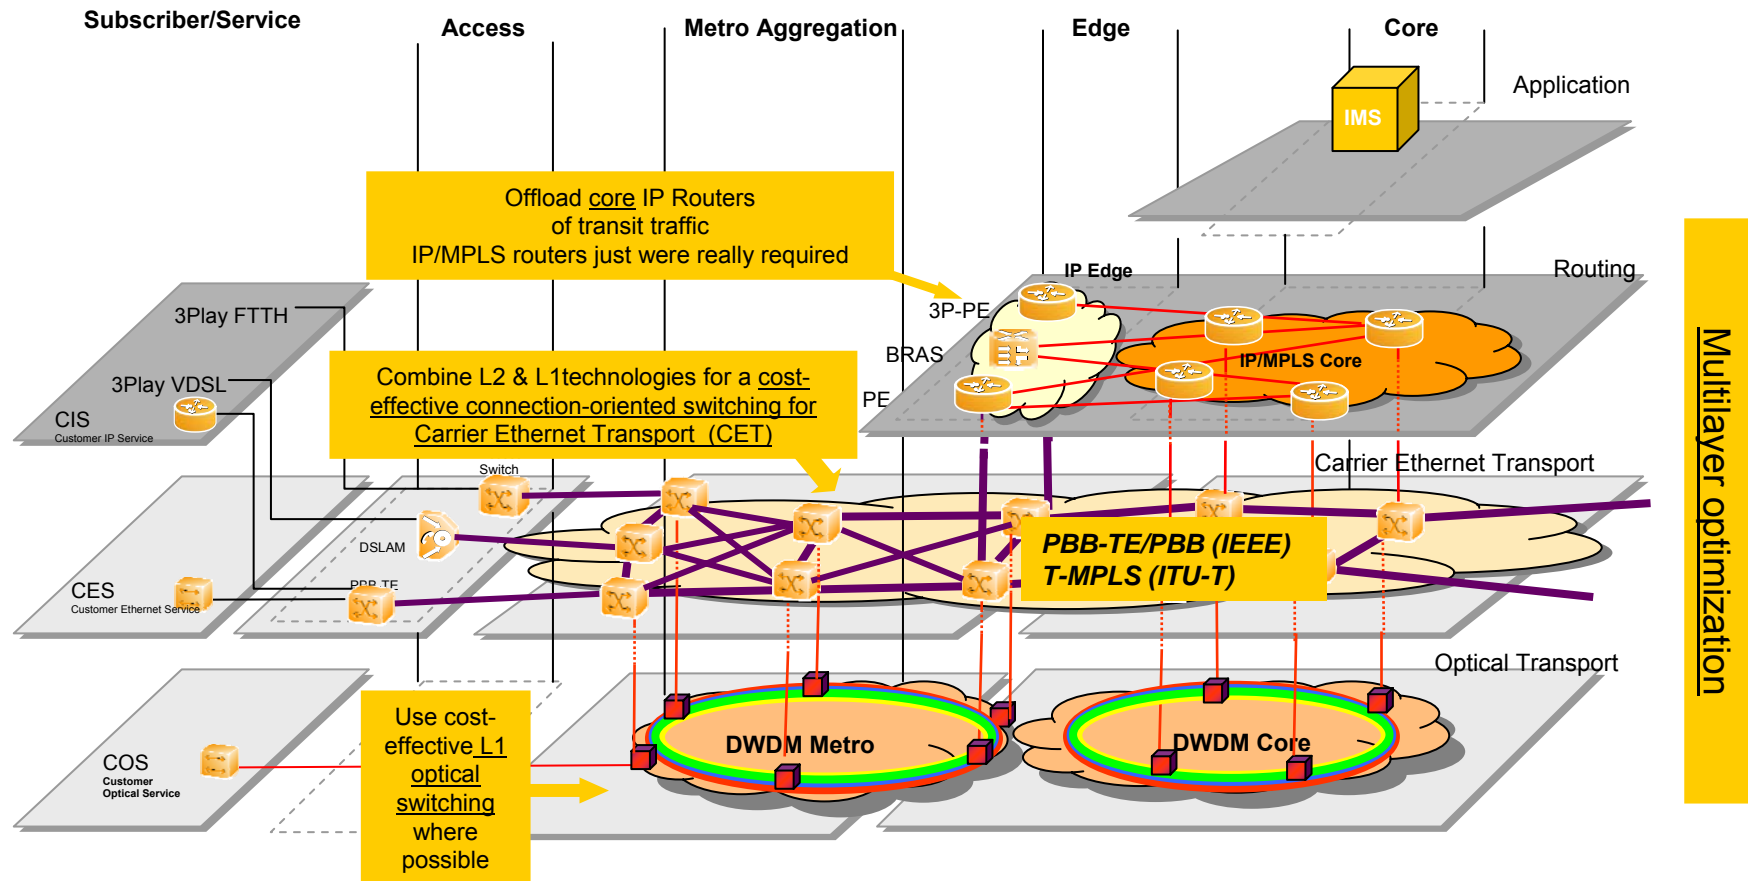 Subscriber/Service
Access
Metro Aggregation
Edge
Core
Application
IMS
Offload core IP Routers
of transit traffic
IP/MPLS routers just were really required
IP Edge
Routing
3P-PE
BRAS
PE
IP/MPLS Core
3Play FTTH
3Play VDSL
CIS
Customer IP Service
Combine L2 & L1technologies for a cost-
effective connection-oriented switching for
Carrier Ethernet Transport (CET)
Multilayer optimization
Carrier Ethernet Transport
Switch
DSLAM
PBB-TE
CES
Customer Ethernet Service
PBB-TE/PBB (IEEE)
T-MPLS (ITU-T)
Optical Transport
COS
Customer
Optical Service
Use cost-
effective L1
optical
switching
where
possible
DWDM Metro
DWDM Core